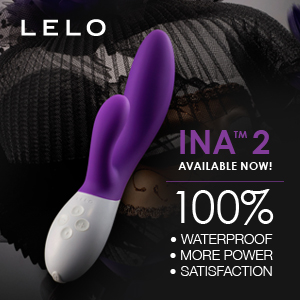 LELO
INA™ 2
AVAILABLE NOW!
100%
• WATERPROOF
• MORE POWER
• SATISFACTION